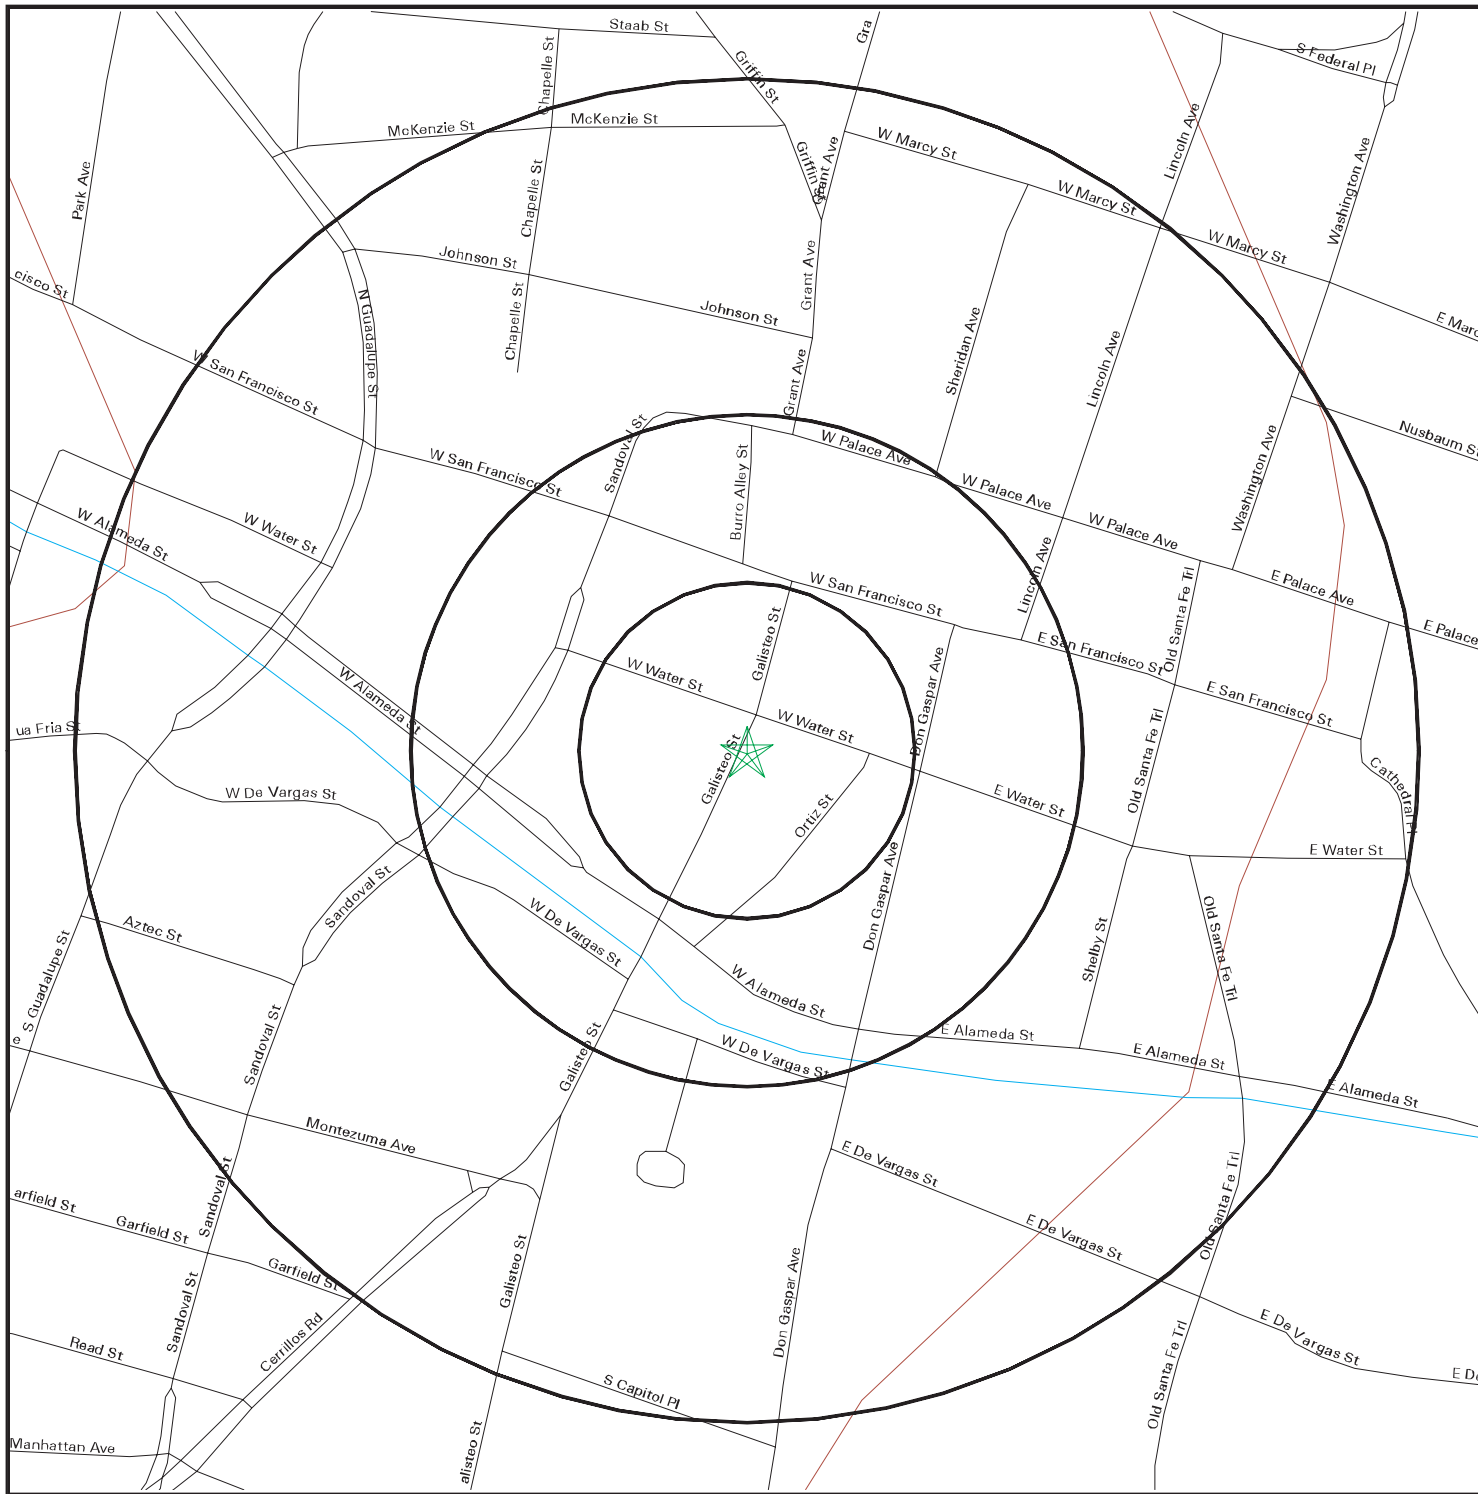 Staab St
Gra
S Federal Pl
Chapelle St
Griffin St
McKenzie St
McKenzie St
W Marcy St
Lincoln Ave
Park Ave
Chapelle St
Griffin St
Grant Ave
W Marcy St
Washington Ave
W Marcy St
Johnson St
Grant Ave
cisco St
N Guadalupe St
Chapelle St
Johnson St
E Marc
Sheridan Ave
Lincoln Ave
Grant Ave
W San Francisco St
Nusbaum St
Sandoval St
W Palace Ave
W San Francisco St
Burro Alley St
W Palace Ave
Washington Ave
W Water St
W Alameda St
W Palace Ave
Lincoln Ave
W San Francisco St
E Palace Ave
Old Santa Fe Trl
E Palace
Galisteo St
E San Francisco St
W Water St
W Alameda St
Don Gaspar Ave
E San Francisco St
ua Fria St
W Water St
Galisteo St
Old Santa Fe Trl
Cathedral Pl
W De Vargas St
Ortiz St
E Water St
E Water St
Sandoval St
Don Gaspar Ave
Aztec St
W De Vargas St
Shelby St
Old Santa Fe Trl
S Guadalupe St
W Alameda St
E Alameda St
e
Sandoval St
Galisteo St
W De Vargas St
E Alameda St
E Alameda St
Montezuma Ave
E De Vargas St
Sandoval St
arfield St
Garfield St
E De Vargas St
Old Santa Fe Trl
Garfield St
Galisteo St
Don Gaspar Ave
Sandoval St
Cerrillos Rd
E De Vargas St
Read St
Old Santa Fe Trl
E De
S Capitol Pl
Manhattan Ave
alisteo St